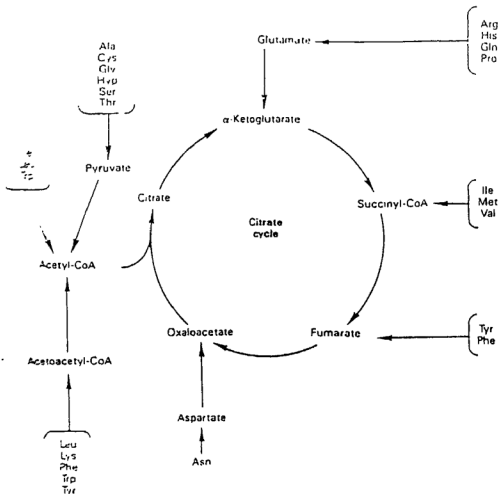 Ala
Cys
Gly
Hyp
Ser
Thr
Glutamate
Arg
His
Gln
Pro
α-Ketoglutarate
Pyruvate
Citrate
Citrate
cycle
Succinyl-CoA
Ile
Met
Val
Acetyl-CoA
Oxaloacetate
Fumarate
Tyr
Phe
Acetoacetyl-CoA
Aspartate
Asn
Leu
Lys
Phe
Trp
Tyr